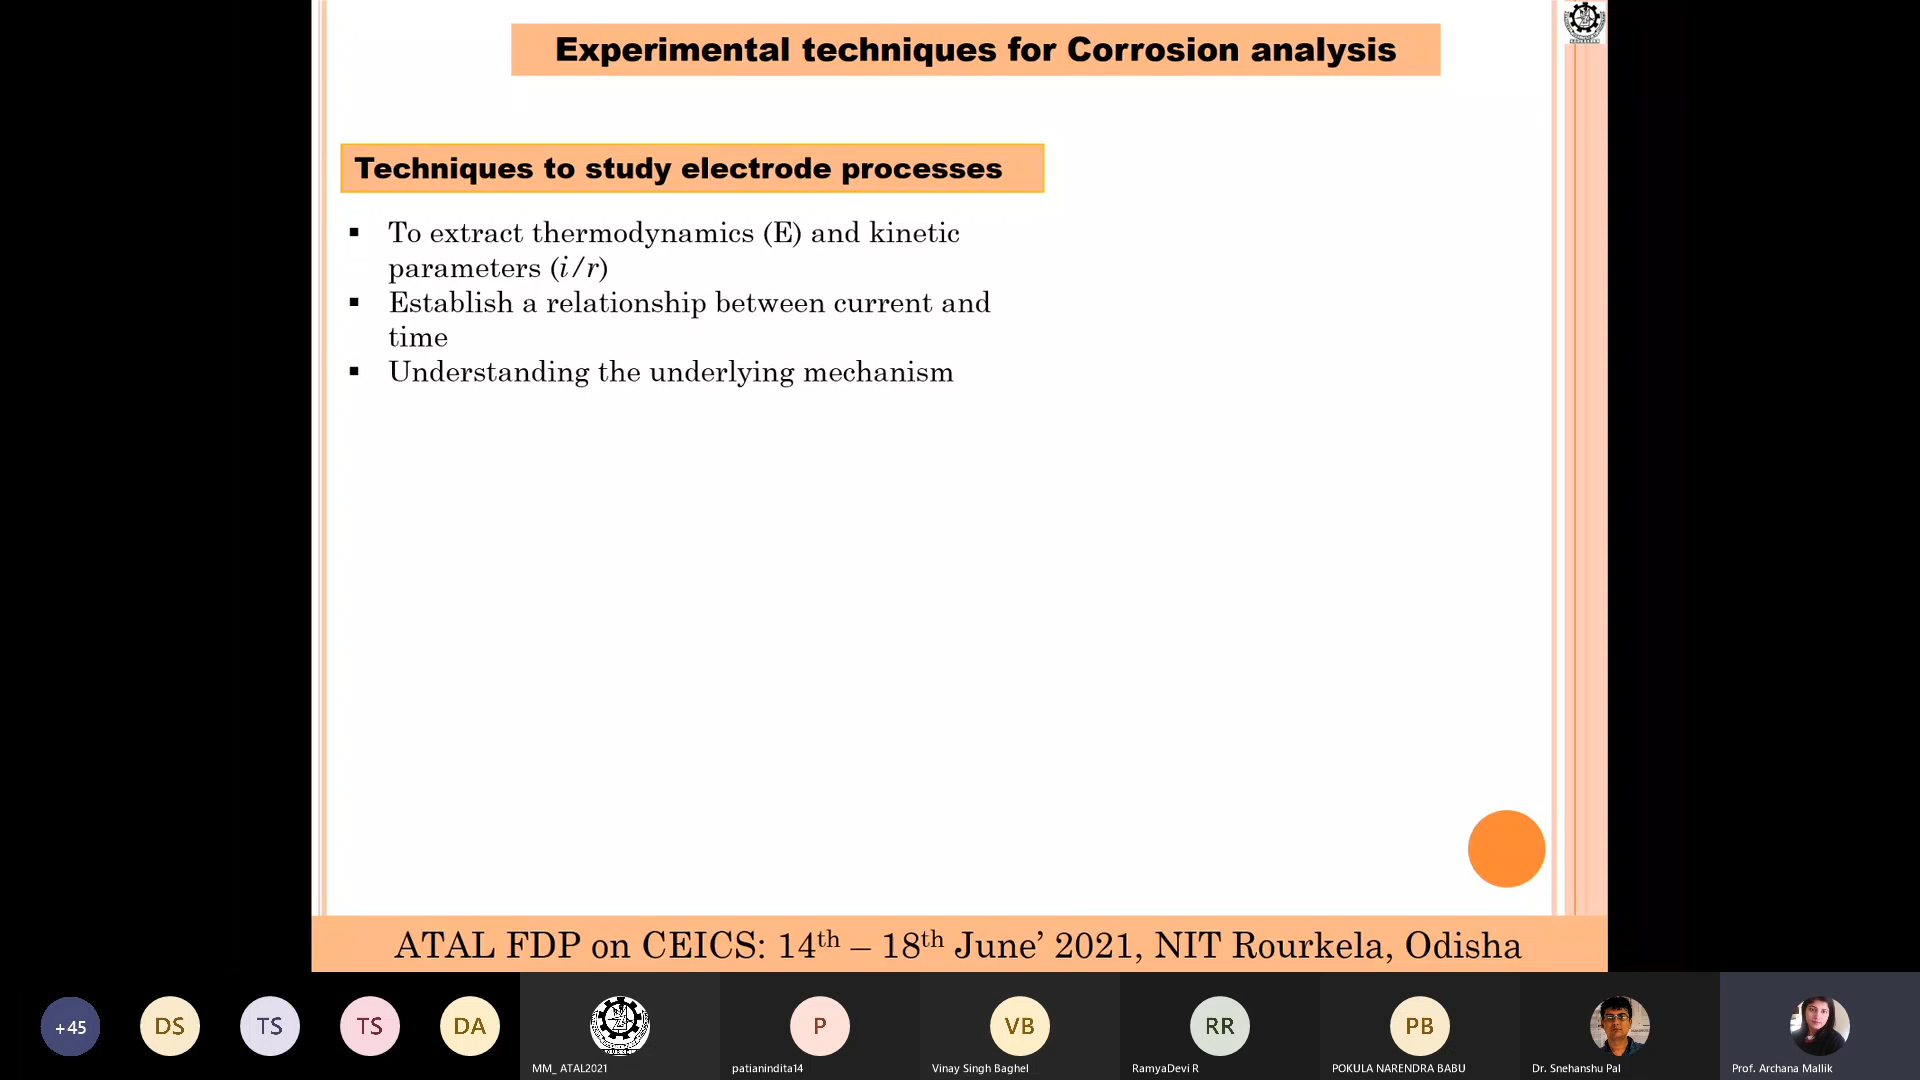 Experimental techniques for Corrosion analysis
Techniques to study electrode processes
▪ To extract thermodynamics (E) and kinetic
parameters (i/r)
▪ Establish a relationship between current and
time
▪ Understanding the underlying mechanism
ATAL FDP on CEICS: 14th – 18th June’ 2021, NIT Rourkela, Odisha
+45
DS
TS
TS
DA
MM_ ATAL2021
P
patianindita14
VB
Vinay Singh Baghel
RR
RamyaDevi R
PB
POKULA NARENDRA BABU
Dr. Snehanshu Pal
Prof. Archana Mallik